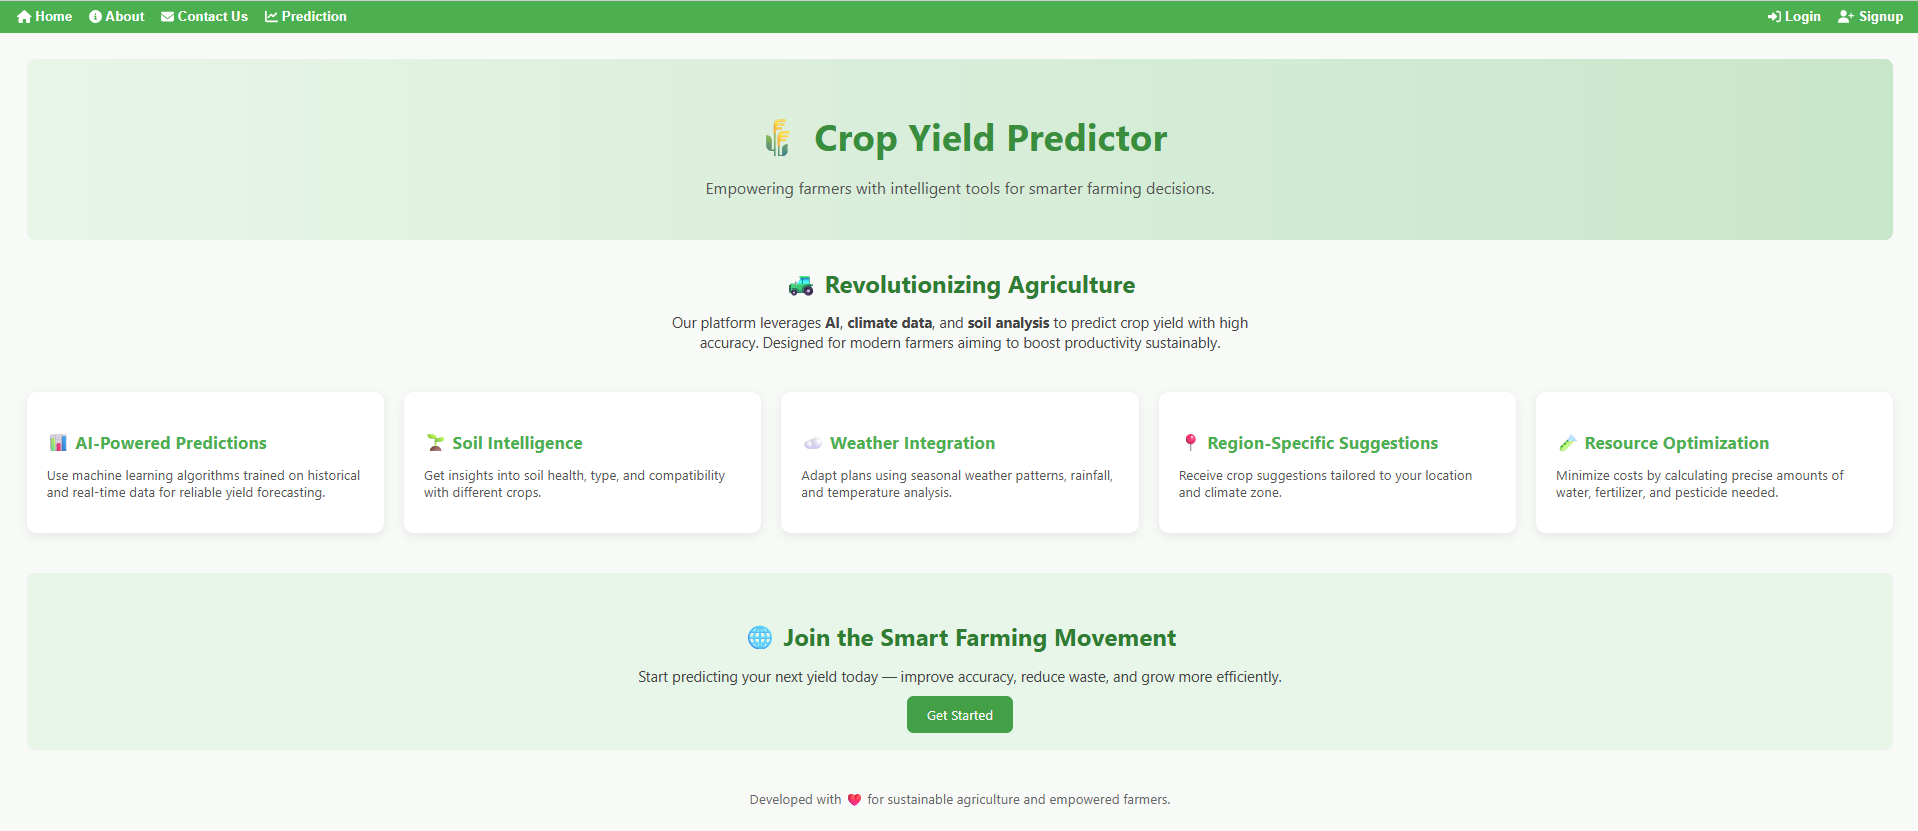 Home About Contact Us Prediction Login Signup
Crop Yield Predictor
Empowering farmers with intelligent tools for smarter farming decisions.
Revolutionizing Agriculture
Our platform leverages AI, climate data, and soil analysis to predict crop yield with high
accuracy. Designed for modern farmers aiming to boost productivity sustainably.
AI-Powered Predictions
Use machine learning algorithms trained on historical
and real-time data for reliable yield forecasting.
Soil Intelligence
Get insights into soil health, type, and compatibility
with different crops.
Weather Integration
Adapt plans using seasonal weather patterns, rainfall,
and temperature analysis.
Region-Specific Suggestions
Receive crop suggestions tailored to your location
and climate zone.
Resource Optimization
Minimize costs by calculating precise amounts of
water, fertilizer, and pesticide needed.
Join the Smart Farming Movement
Start predicting your next yield today — improve accuracy, reduce waste, and grow more efficiently.
Get Started
Developed with ❤️ for sustainable agriculture and empowered farmers.